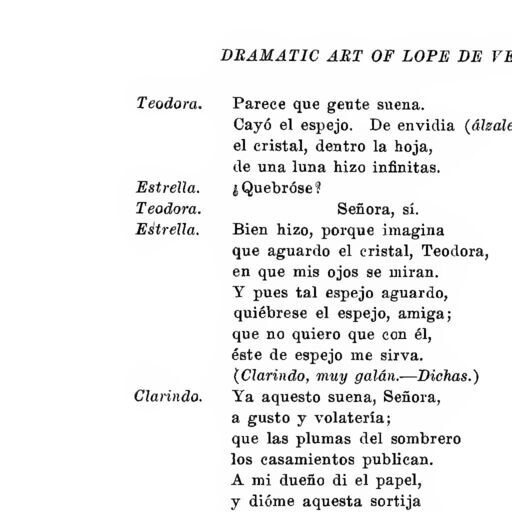 DRAMATIC ART OF LOPE DE VE
Teodora. Parece que gente suena.
Cayó el espejo. De envidia (álzale
el cristal, dentro la hoja,
de una luna hizo infinitas.
Estrella. ¿Quebróse?
Teodora. Señora, sí.
Estrella. Bien hizo, porque imagina
que aguardo el cristal, Teodora,
en que mis ojos se miran.
Y pues tal espejo aguardo,
quiébrese el espejo, amiga;
que no quiero que con él,
éste de espejo me sirva.
(Clarindo, muy galán.—Dichas.)
Clarindo. Ya aquesto suena, Señora,
a gusto y volatería;
que las plumas del sombrero
los casamientos publican.
A mi dueño di el papel,
y dióme aquesta sortija